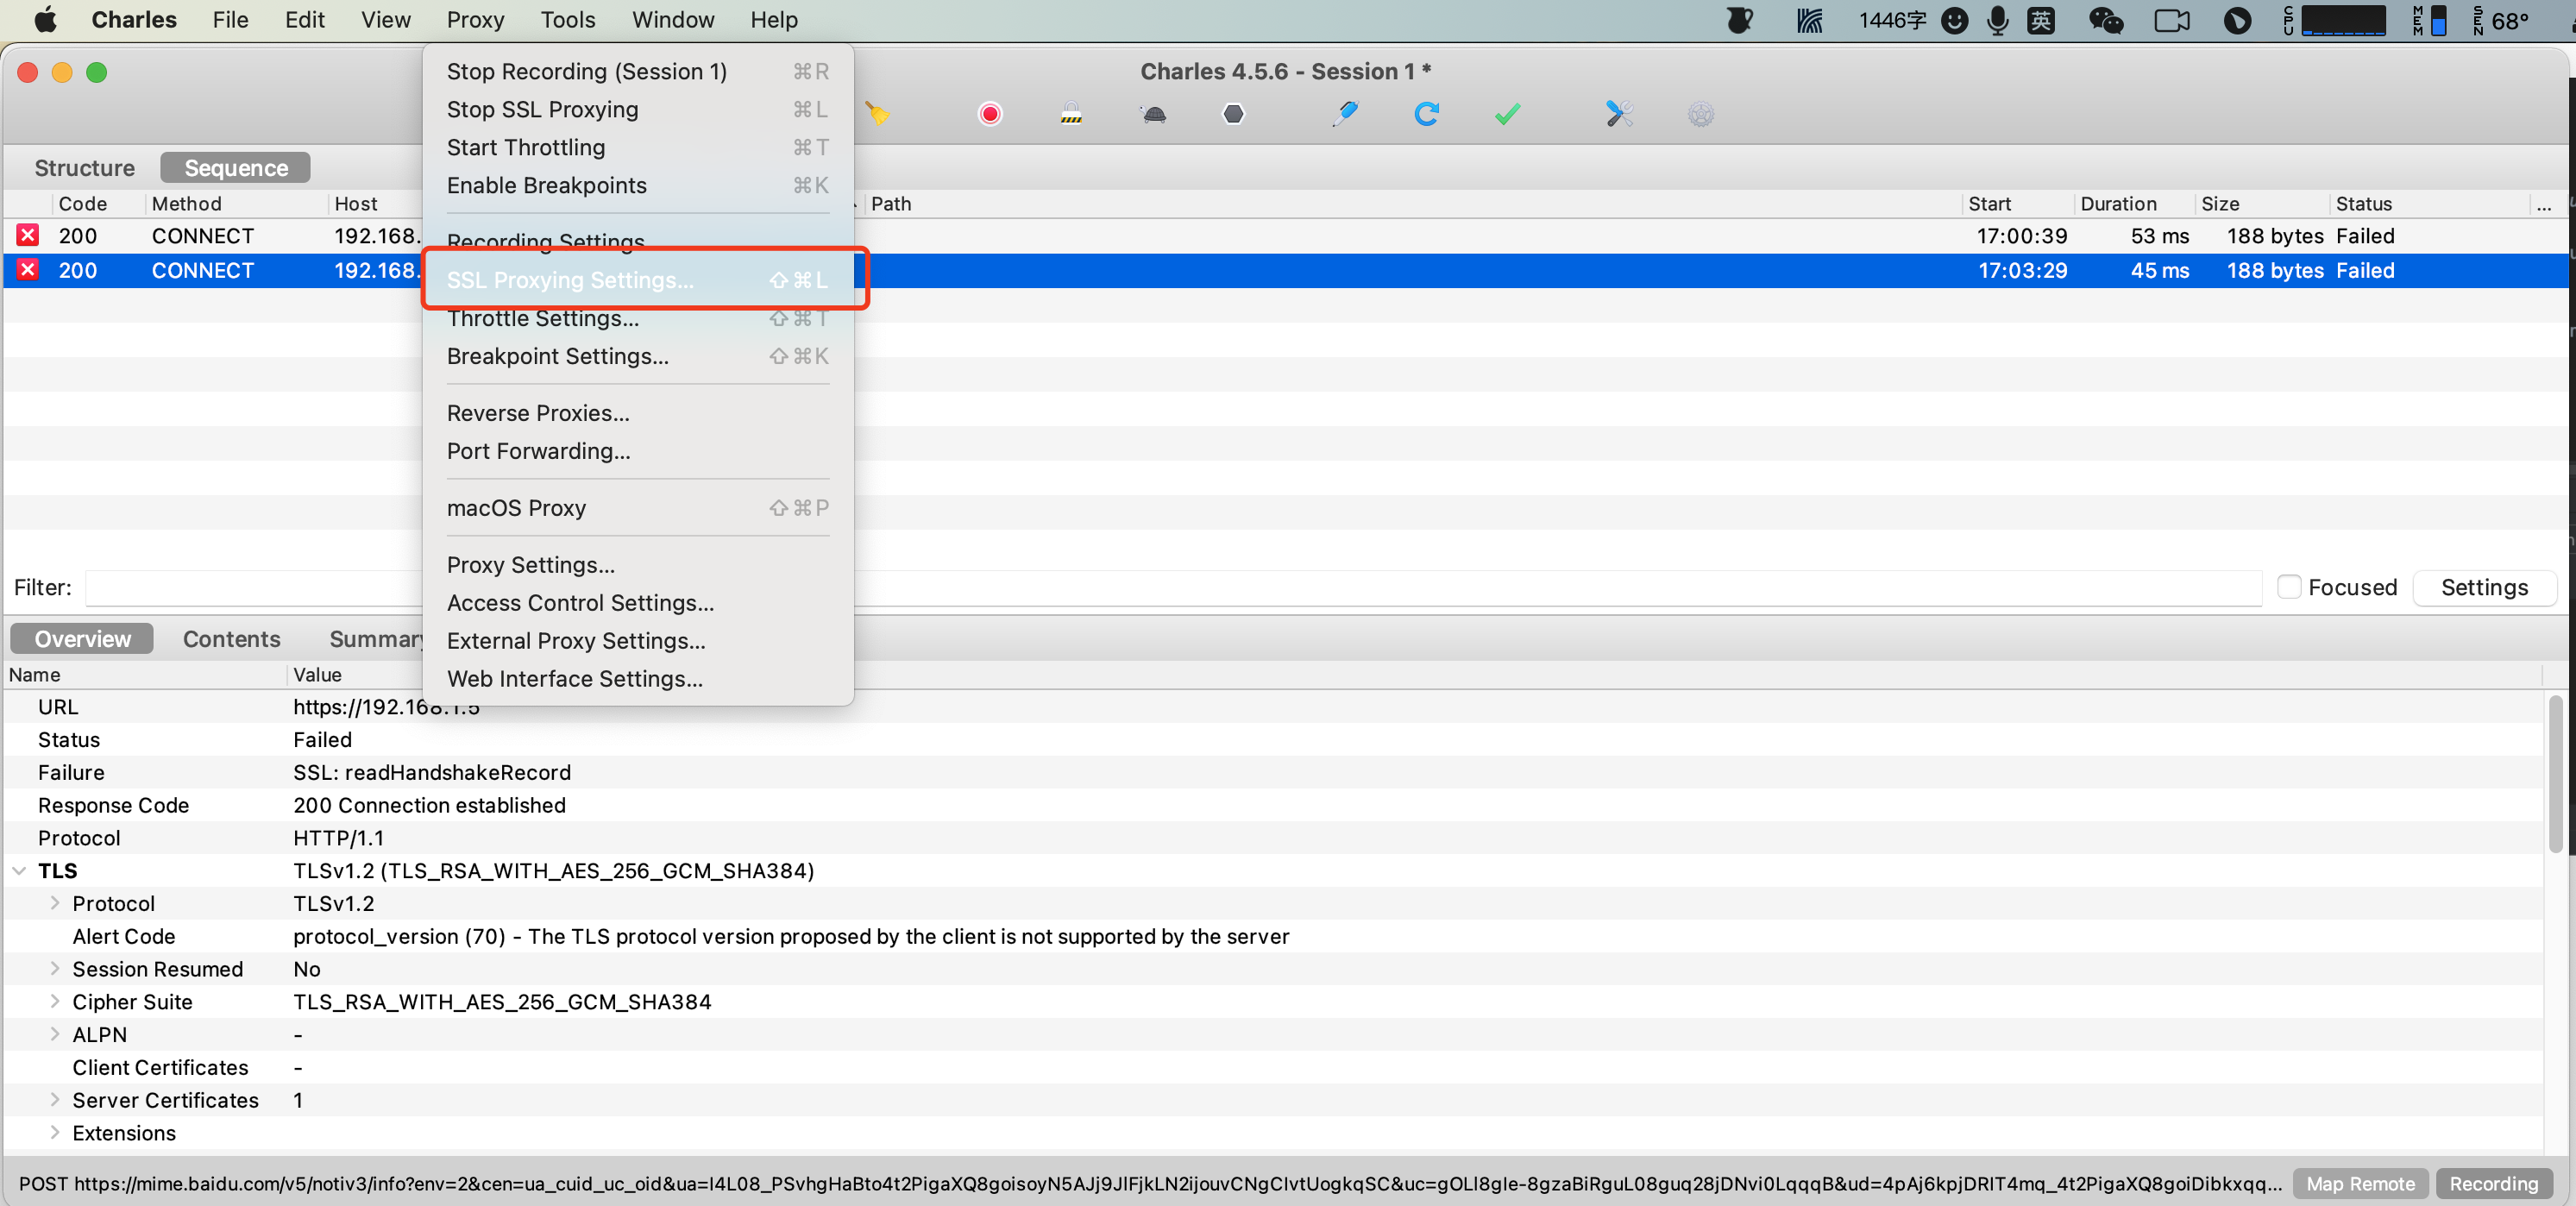 Charles File Edit View Proxy Tools Window Help 1446字 英 CPU MEM SEN 68°
Charles 4.5.6 - Session 1 *
Stop Recording (Session 1) ⌘R
Stop SSL Proxying ⌘L
Start Throttling ⌘T
Enable Breakpoints ⌘K
Recording Settings...
SSL Proxying Settings... ⇧⌘L
Throttle Settings... ⇧⌘T
Breakpoint Settings... ⇧⌘K
Reverse Proxies...
Port Forwarding...
macOS Proxy ⇧⌘P
Proxy Settings...
Access Control Settings...
External Proxy Settings...
Web Interface Settings...
Structure Sequence
Code Method Host Path Start Duration Size Status ...
200 CONNECT 192.168. 17:00:39 53 ms 188 bytes Failed
200 CONNECT 192.168. 17:03:29 45 ms 188 bytes Failed
Filter: Focused Settings
Overview Contents Summary
Name Value
URL https://192.168.1.5
Status Failed
Failure SSL: readHandshakeRecord
Response Code 200 Connection established
Protocol HTTP/1.1
TLS TLSv1.2 (TLS_RSA_WITH_AES_256_GCM_SHA384)
Protocol TLSv1.2
Alert Code protocol_version (70) - The TLS protocol version proposed by the client is not supported by the server
Session Resumed No
Cipher Suite TLS_RSA_WITH_AES_256_GCM_SHA384
ALPN -
Client Certificates -
Server Certificates 1
Extensions
POST https://mime.baidu.com/v5/notiv3/info?env=2&cen=ua_cuid_uc_oid&ua=I4L08_PSvhgHaBto4t2PigaXQ8goisoyN5AJj9JIFjkLN2ijouvCNgCIvtUogkqSC&uc=gOLI8gIe-8gzaBiRguL08guq28jDNvi0LqqqB&ud=4pAj6kpjDRIT4mq_4t2PigaXQ8goiDibkxqq... Map Remote Recording